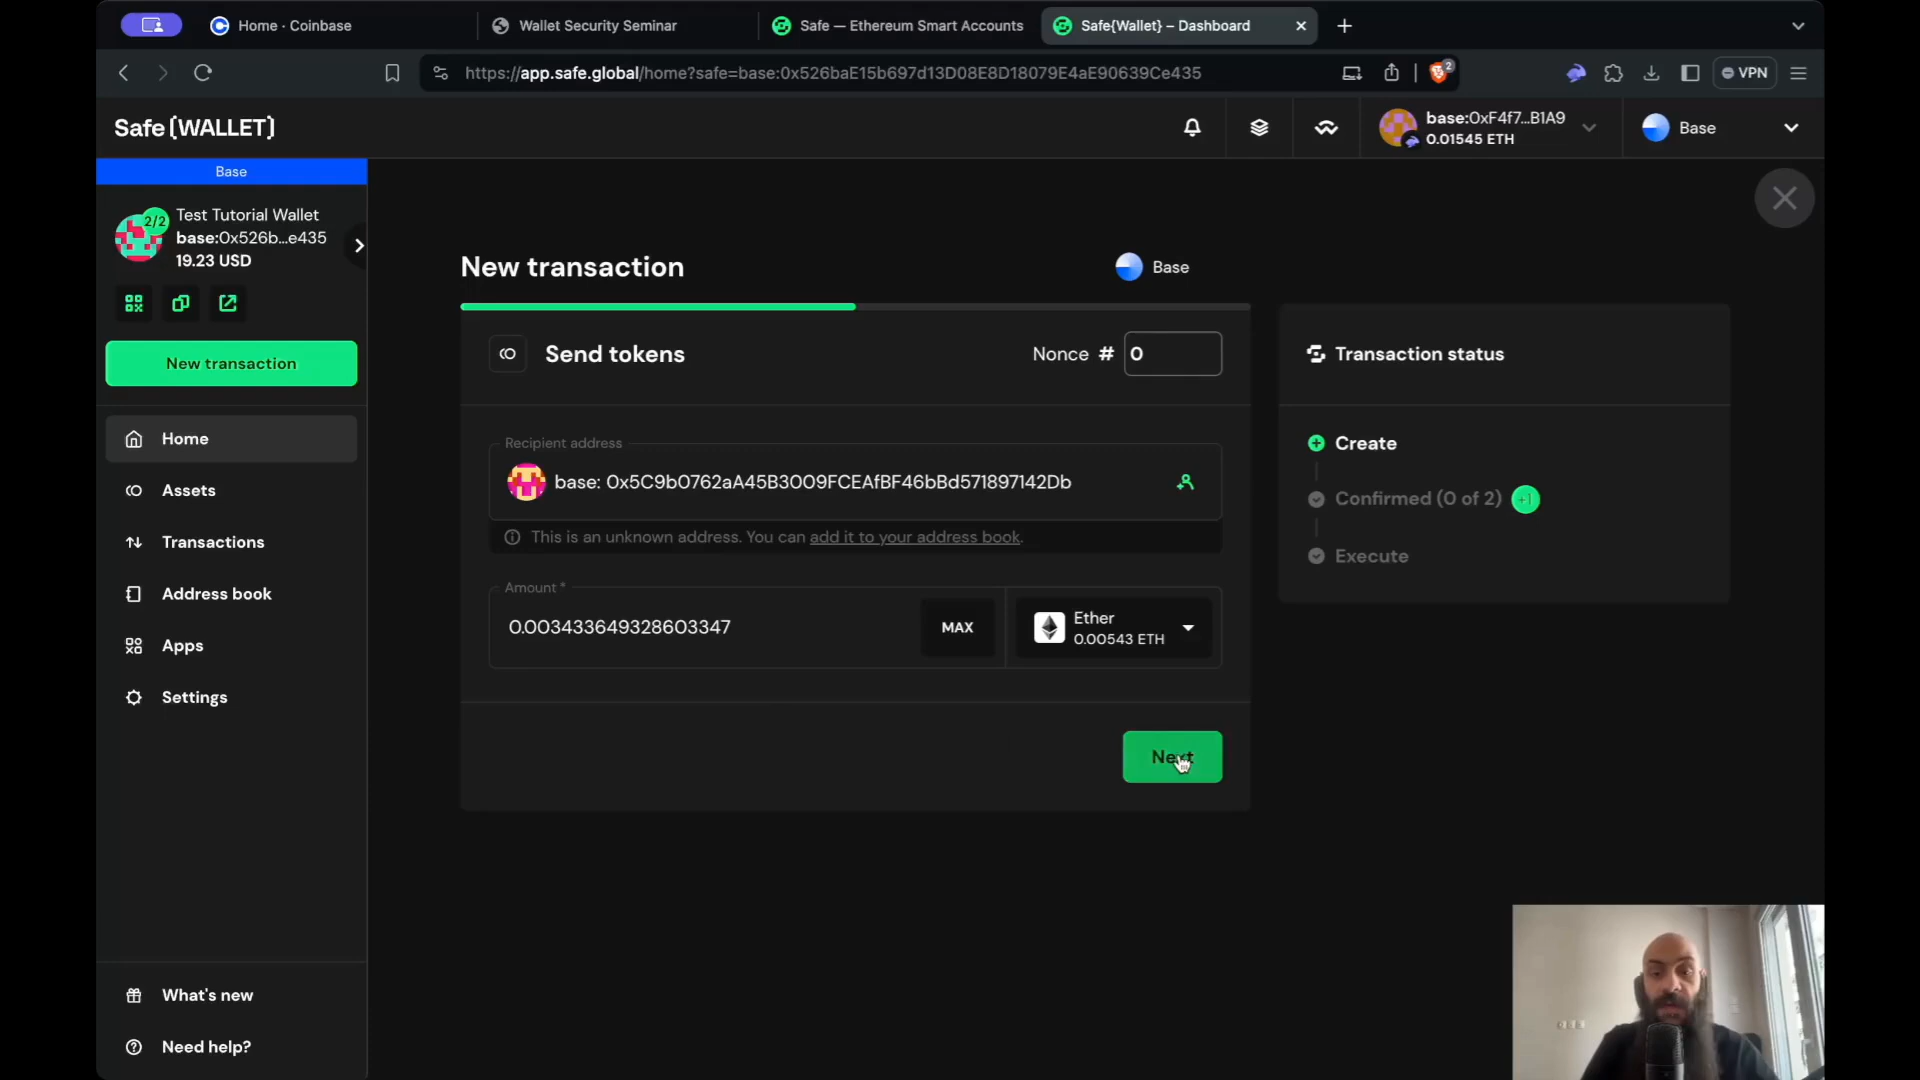 Home · Coinbase
Wallet Security Seminar
Safe — Ethereum Smart Accounts
Safe{Wallet} – Dashboard
https://app.safe.global/home?safe=base:0x526baE15b697d13D08E8D18079E4aE90639Ce435
2
VPN
Safe{WALLET}
base:0xF4f7...B1A9
0.01545 ETH
Base
Base
2/2
Test Tutorial Wallet
base:0x526b...e435
19.23 USD
New transaction
Home
Assets
Transactions
Address book
Apps
Settings
What's new
Need help?
New transaction
Base
Send tokens
Nonce # 0
Recipient address
base: 0x5C9b0762aA45B3009FCEAfBF46bBd571897142Db
This is an unknown address. You can add it to your address book.
Amount *
0.003433649328603347
MAX
Ether
0.00543 ETH
Next
Transaction status
Create
Confirmed (0 of 2) +1
Execute